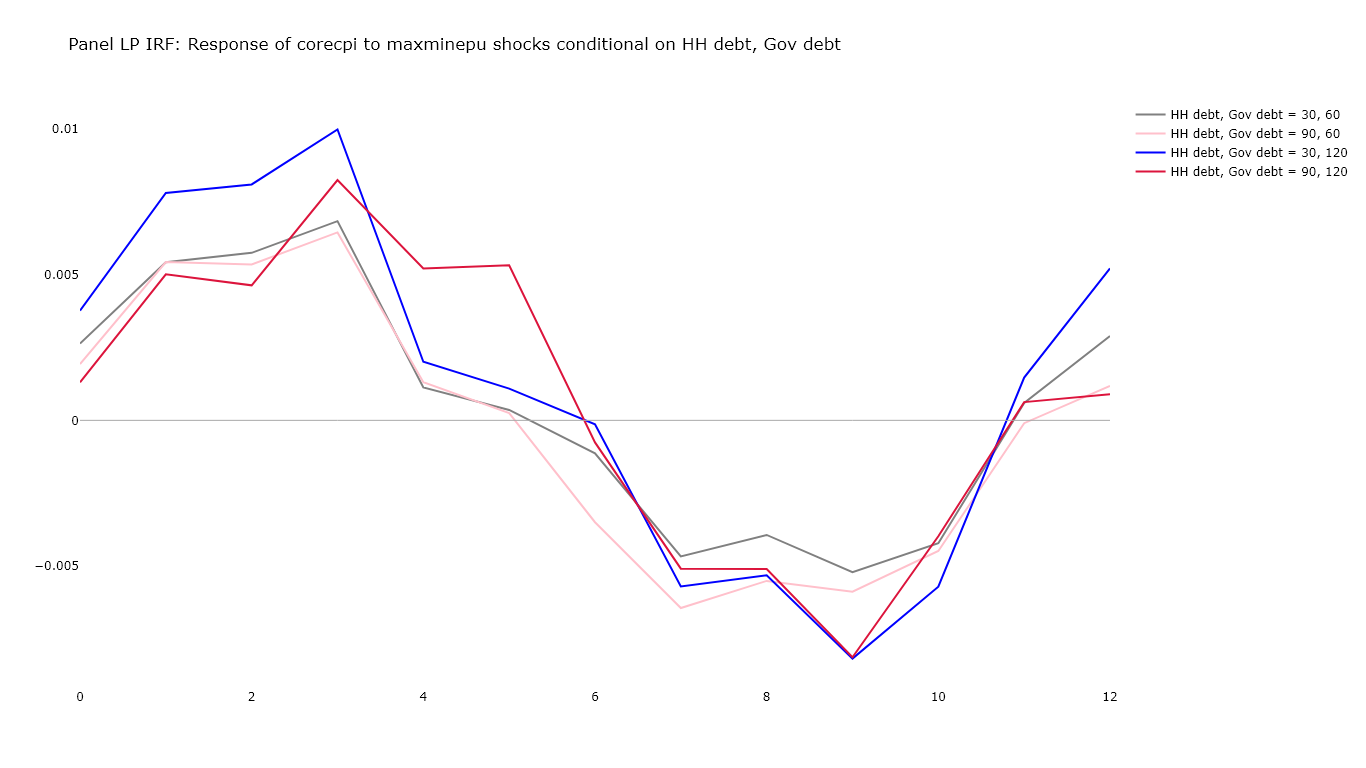 Panel LP IRF: Response of corecpi to maxminepu shocks conditional on HH debt, Gov debt
HH debt, Gov debt = 30, 60
HH debt, Gov debt = 90, 60
HH debt, Gov debt = 30, 120
HH debt, Gov debt = 90, 120
0.01
0.005
0
−0.005
0 2 4 6 8 10 12